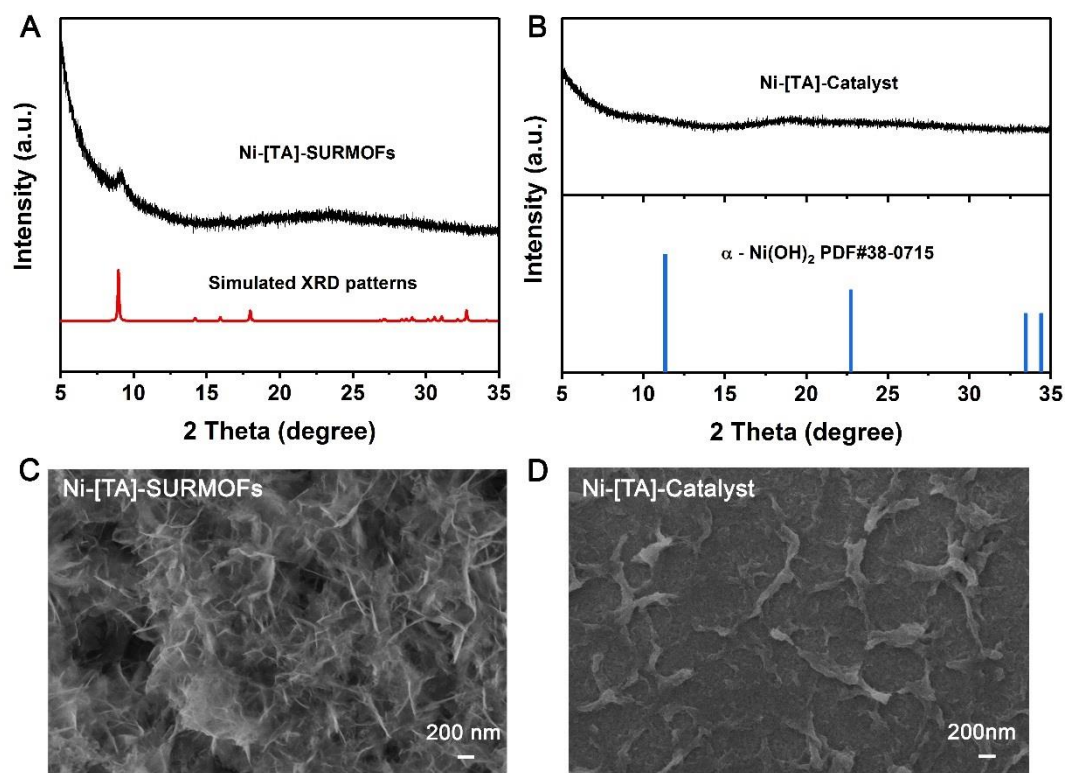 A
Intensity (a.u.)
Ni-[TA]-SURMOFs
Simulated XRD patterns
5 10 15 20 25 30 35
2 Theta (degree)
B
Intensity (a.u.)
Ni-[TA]-Catalyst
α - Ni(OH)₂ PDF#38-0715
5 10 15 20 25 30 35
2 Theta (degree)
C
Ni-[TA]-SURMOFs
200 nm
D
Ni-[TA]-Catalyst
200nm